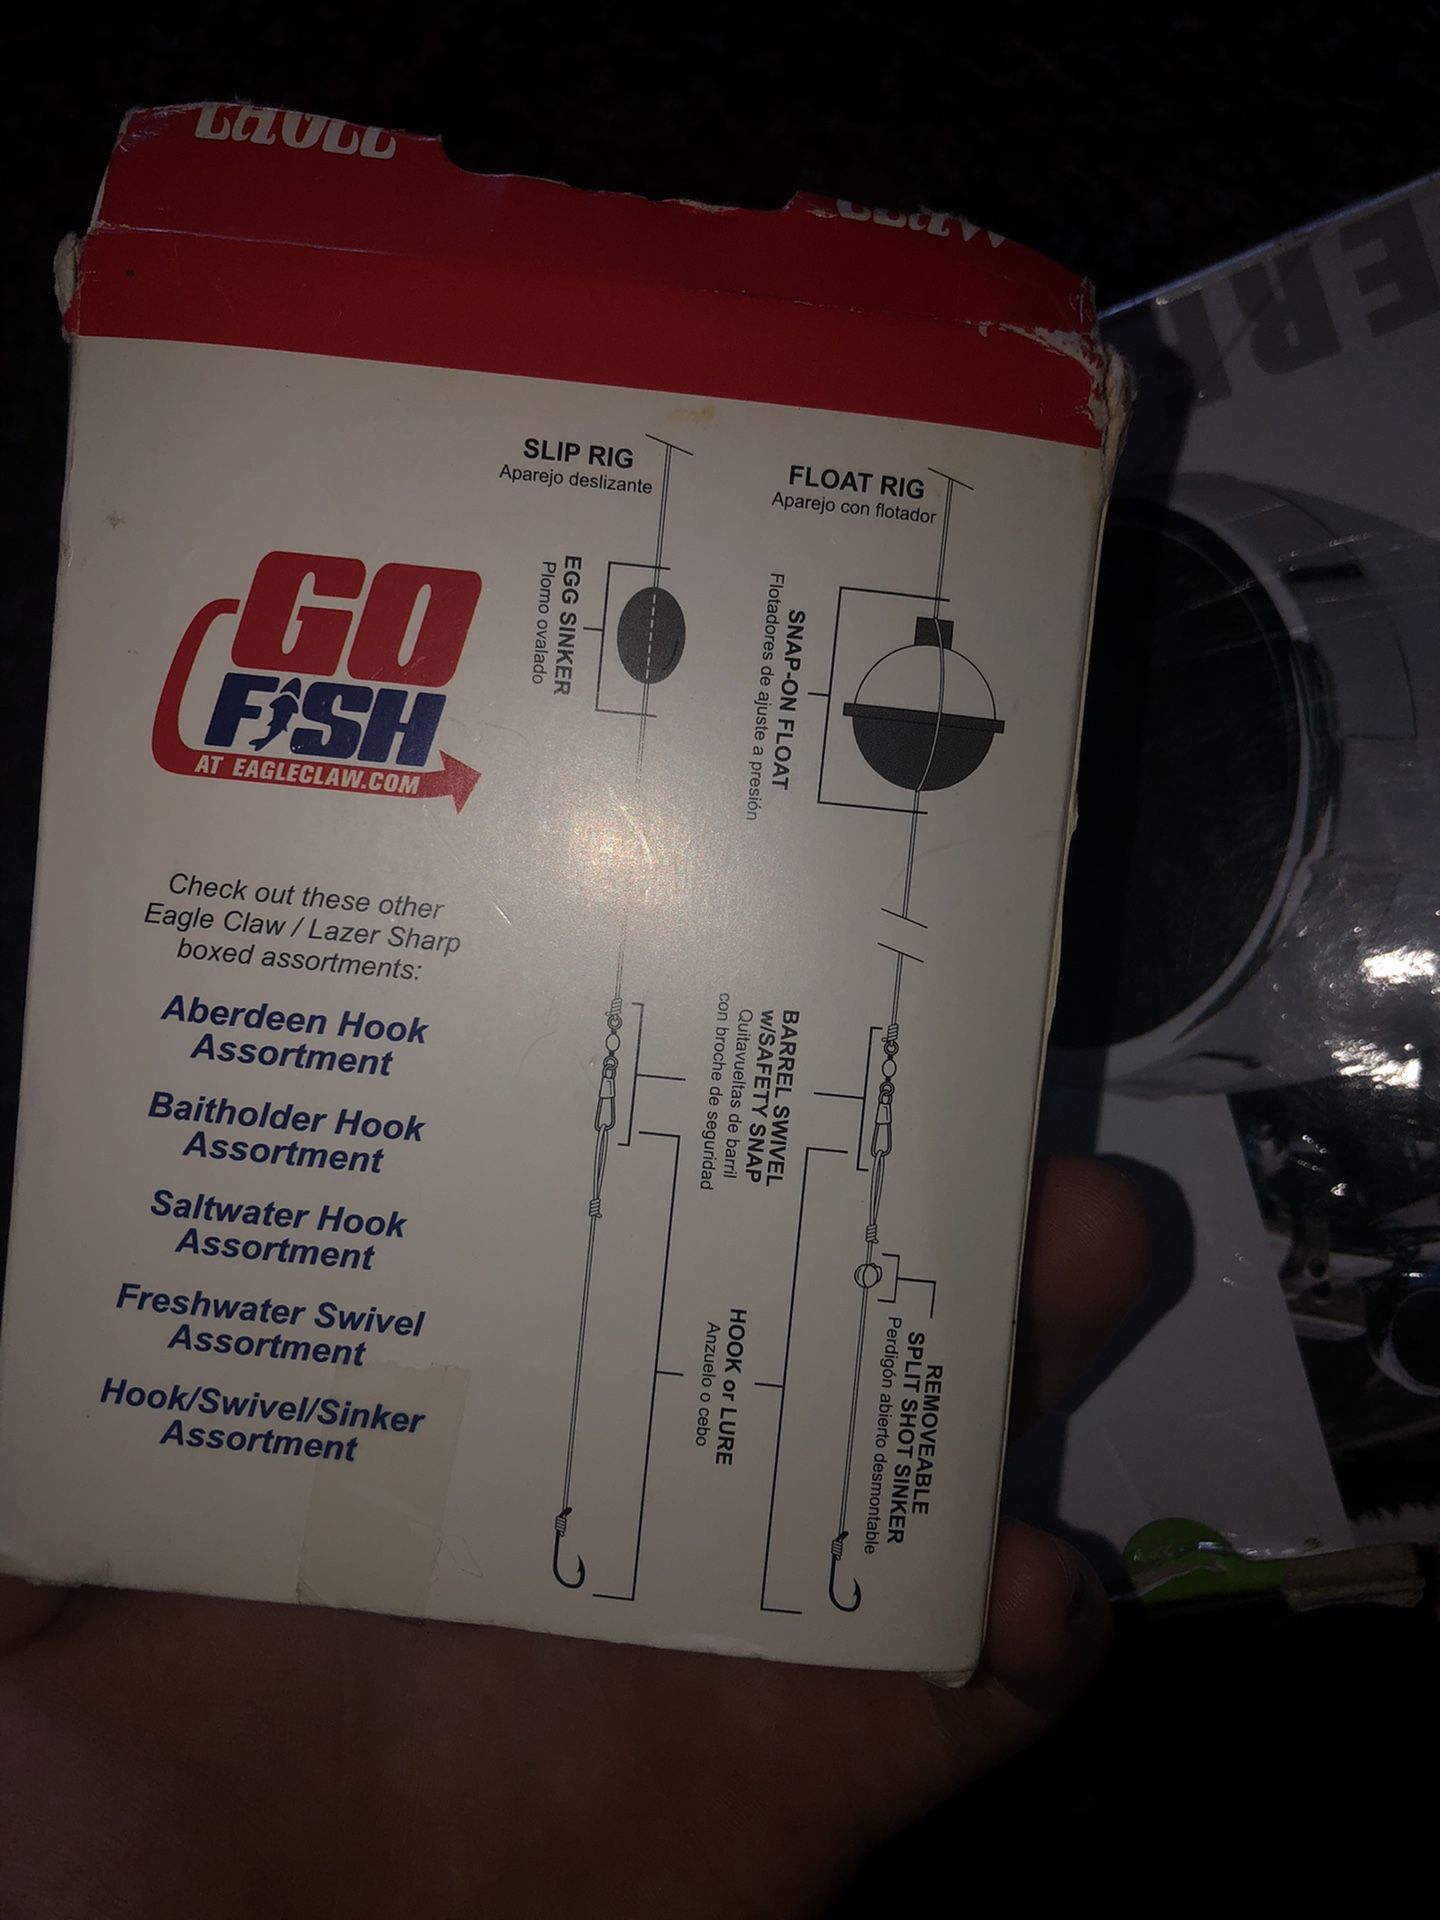 EAGLE
CLAW
SLIP RIG
Aparejo deslizante
FLOAT RIG
Aparejo con flotador
EGG SINKER
Plomo ovalado
SNAP-ON FLOAT
Flotadores de ajuste a presión
GO
FISH
AT EAGLECLAW.COM
Check out these other
Eagle Claw / Lazer Sharp
boxed assortments:
Aberdeen Hook
Assortment
Baitholder Hook
Assortment
Saltwater Hook
Assortment
Freshwater Swivel
Assortment
Hook/Swivel/Sinker
Assortment
BARREL SWIVEL
w/SAFETY SNAP
Quitavueltas de barril
con broche de seguridad
HOOK or LURE
Anzuelo o cebo
REMOVEABLE
SPLIT SHOT SINKER
Perdigón abierto desmontable